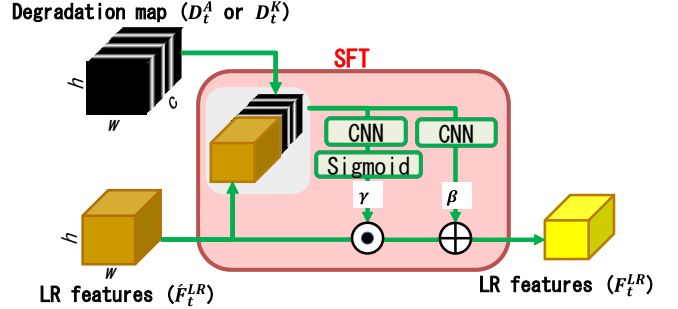 Degradation map (D_t^A or D_t^K)
SFT
h
w
c
CNN
CNN
Sigmoid
γ
β
h
w
LR features (F́_t^{LR})
LR features (F_t^{LR})